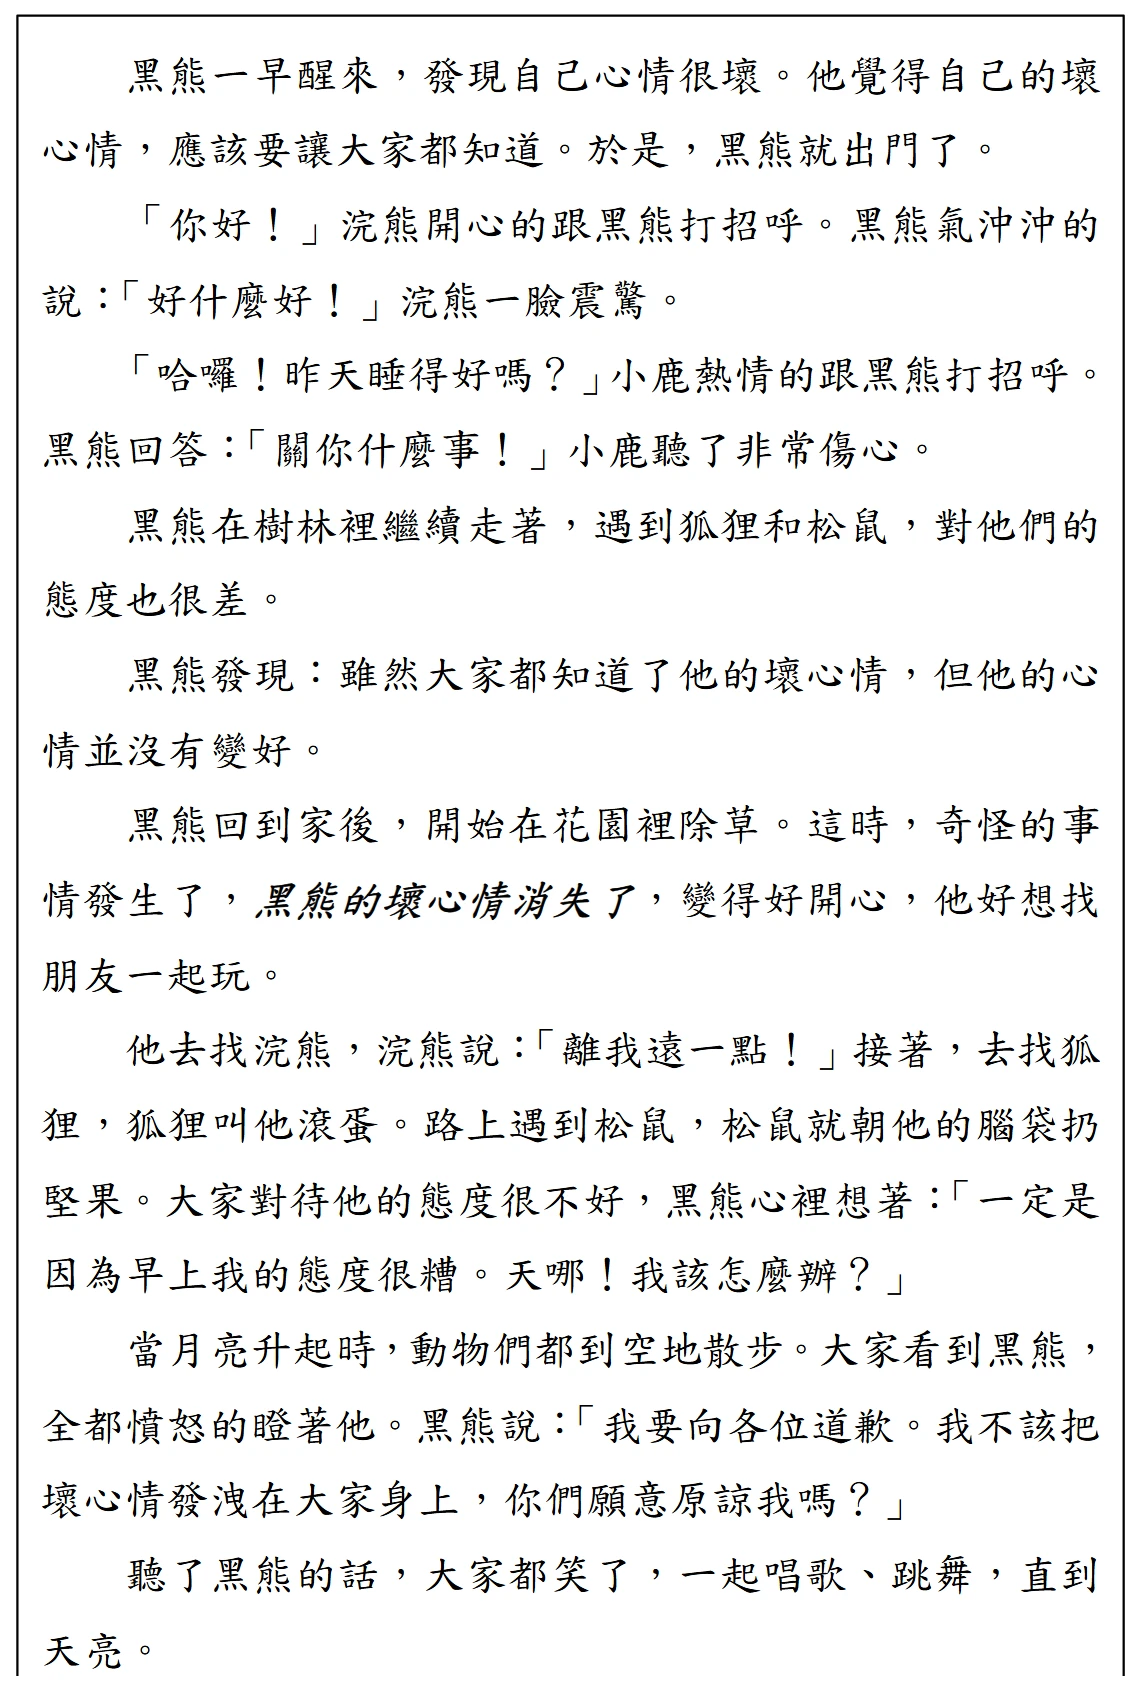 黑熊一早醒來，發現自己心情很壞。他覺得自己的壞
心情，應該要讓大家都知道。於是，黑熊就出門了。
「你好！」浣熊開心的跟黑熊打招呼。黑熊氣沖沖的
說：「好什麼好！」浣熊一臉震驚。
「哈囉！昨天睡得好嗎？」小鹿熱情的跟黑熊打招呼。
黑熊回答：「關你什麼事！」小鹿聽了非常傷心。
黑熊在樹林裡繼續走著，遇到狐狸和松鼠，對他們的
態度也很差。
黑熊發現：雖然大家都知道了他的壞心情，但他的心
情並沒有變好。
黑熊回到家後，開始在花園裡除草。這時，奇怪的事
情發生了，黑熊的壞心情消失了，變得好開心，他好想找
朋友一起玩。
他去找浣熊，浣熊說：「離我遠一點！」接著，去找狐
狸，狐狸叫他滾蛋。路上遇到松鼠，松鼠就朝他的腦袋扔
堅果。大家對待他的態度很不好，黑熊心裡想著：「一定是
因為早上我的態度很糟。天哪！我該怎麼辦？」
當月亮升起時，動物們都到空地散步。大家看到黑熊，
全都憤怒的瞪著他。黑熊說：「我要向各位道歉。我不該把
壞心情發洩在大家身上，你們願意原諒我嗎？」
聽了黑熊的話，大家都笑了，一起唱歌、跳舞，直到
天亮。